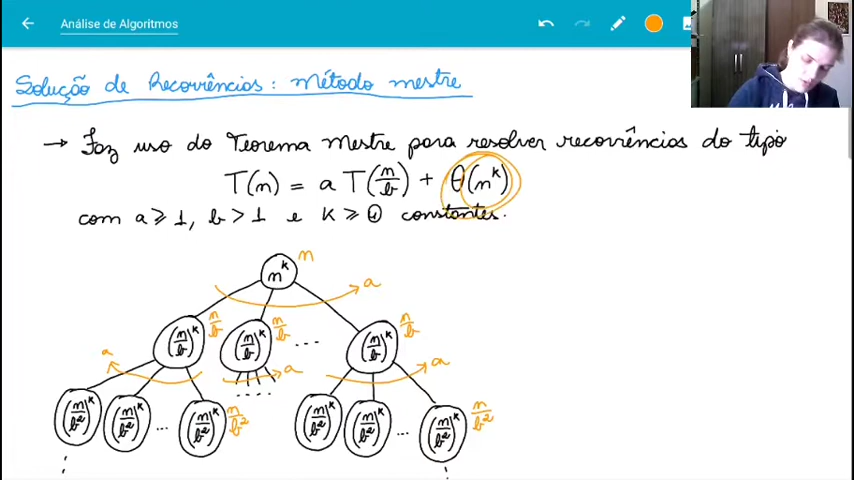 Análise de Algoritmos
Solução de Recorrências: Método mestre
→ Faz uso do Teorema mestre para resolver recorrências do tipo
T(n) = a T(n/b) + Θ(n^k)
com a ≥ 1, b > 1 e k ≥ 0 constantes.
n^k n
a
(n/b)^k n/b (n/b)^k n/b ... (n/b)^k n/b
a a a
(n/b²)^k (n/b²)^k ... (n/b²)^k n/b² .... (n/b²)^k (n/b²)^k ... (n/b²)^k n/b²